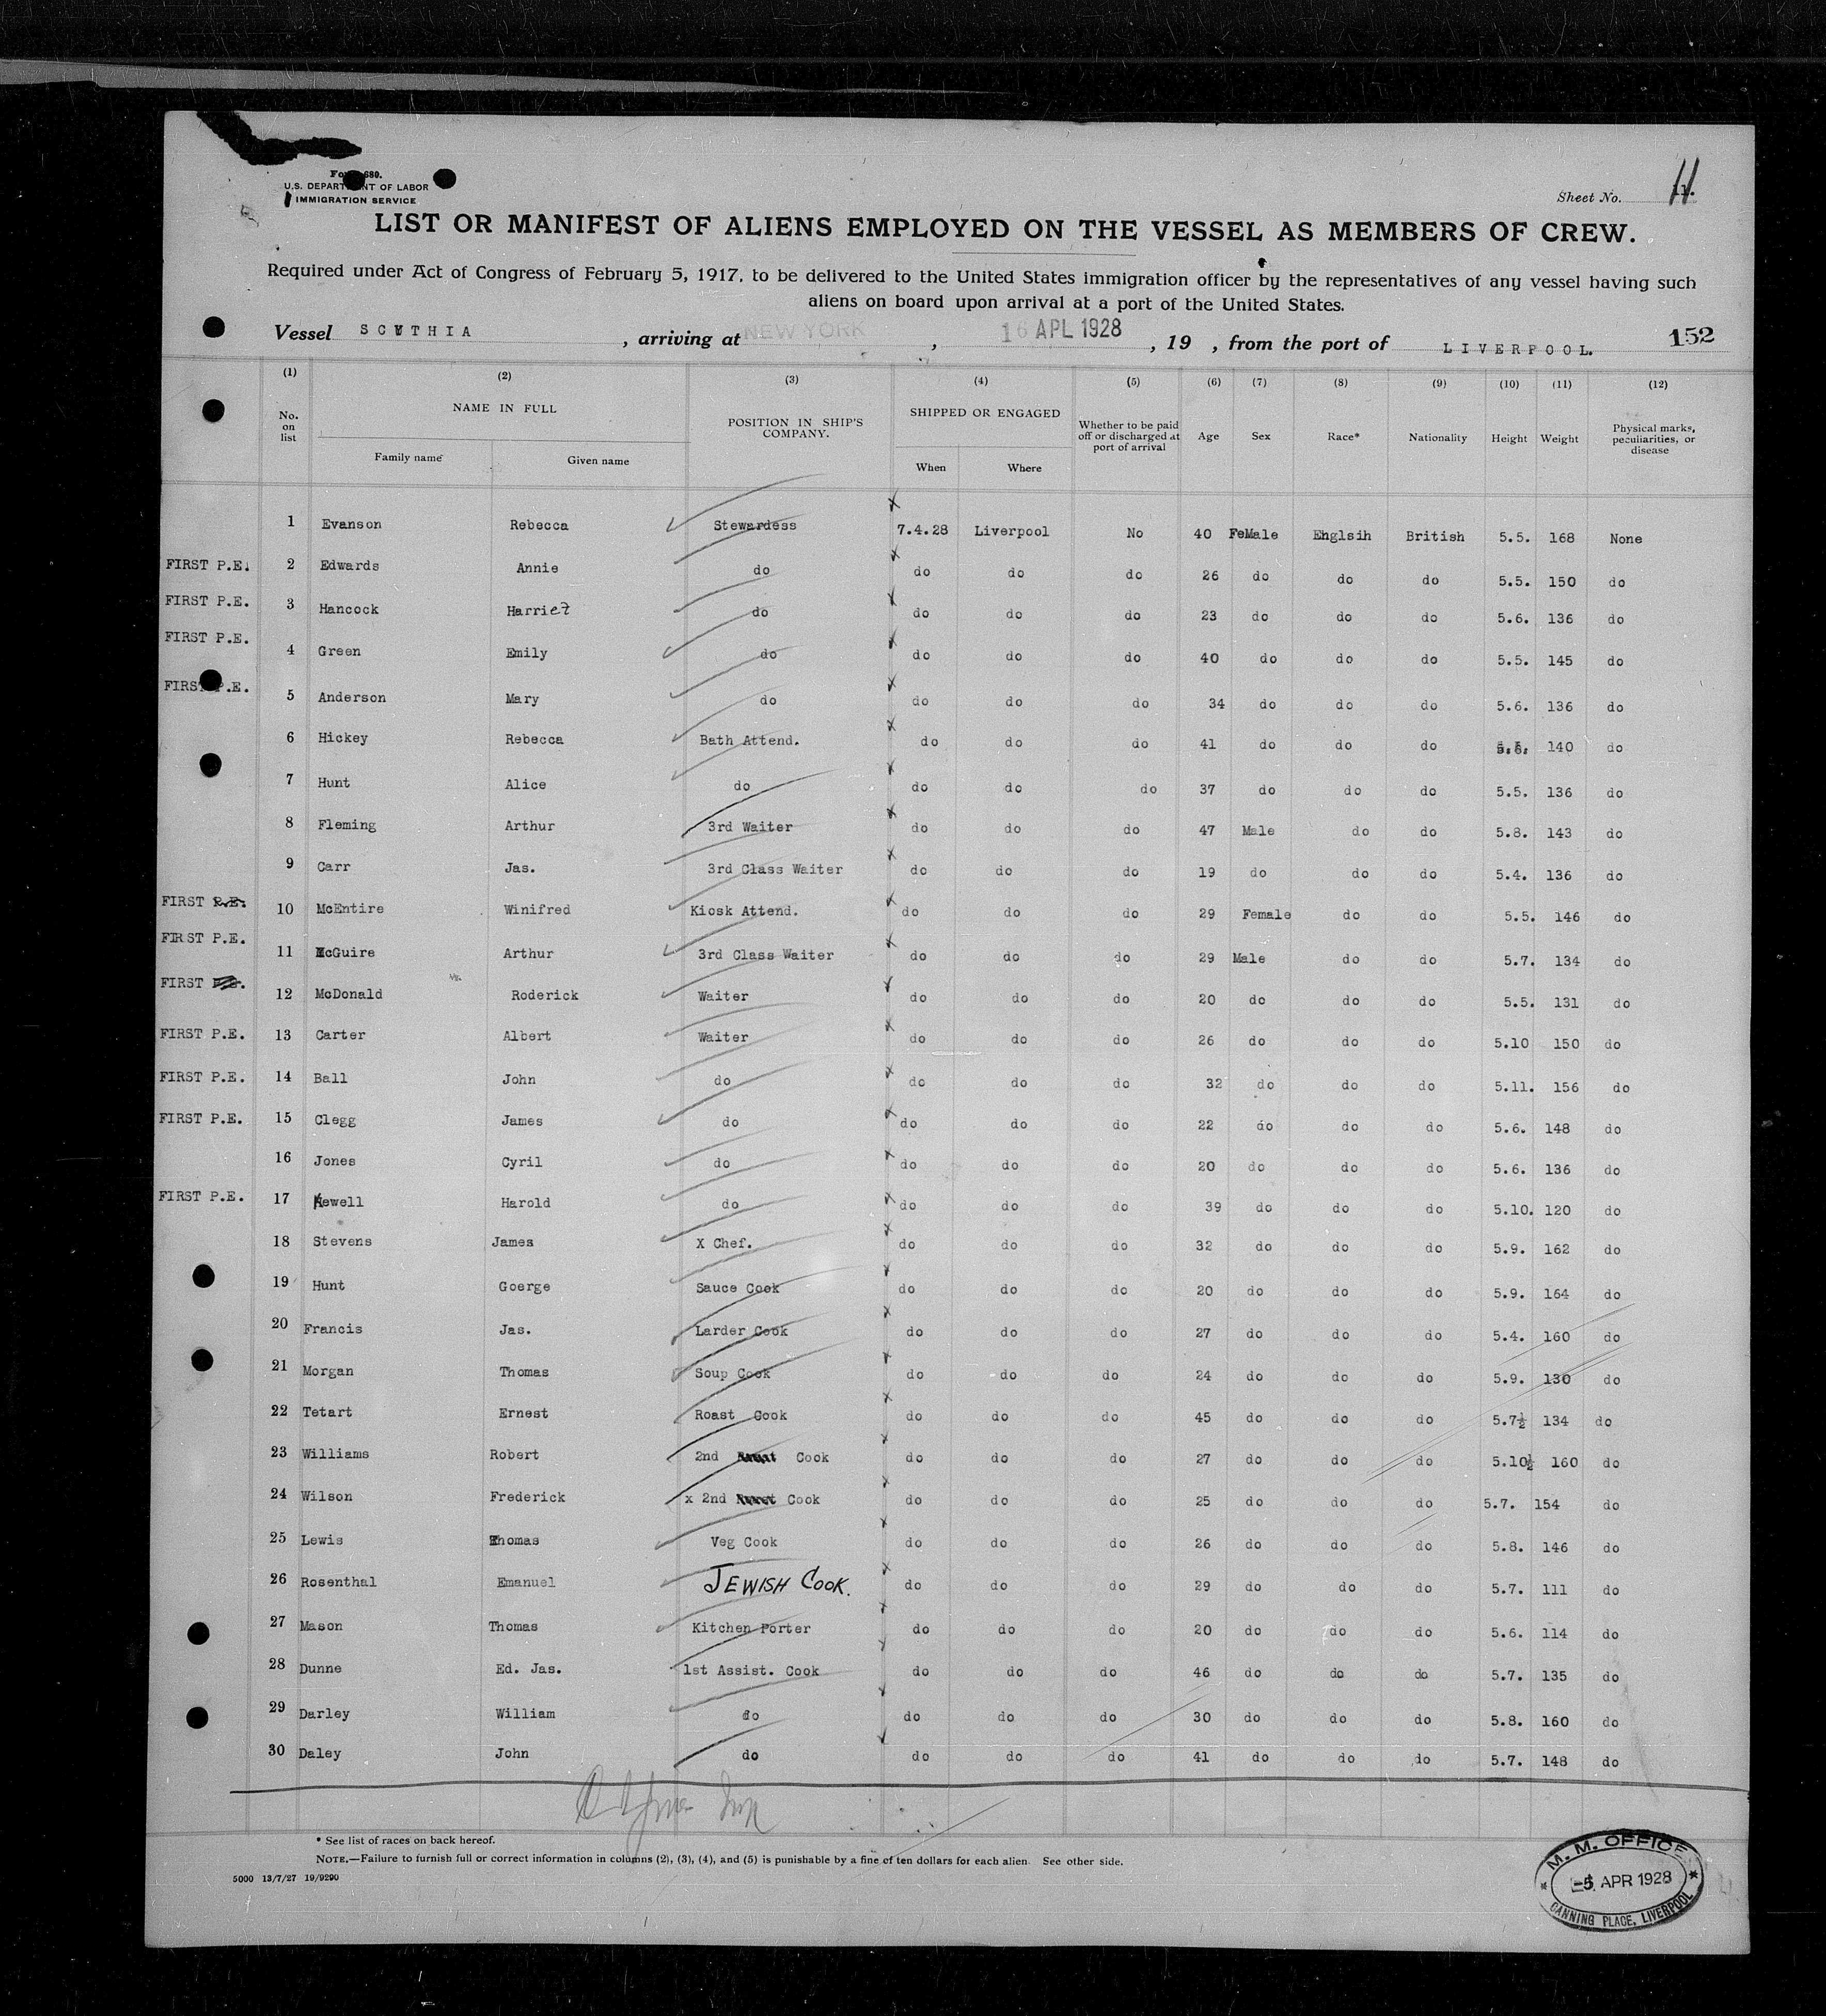 Form 680.
U.S. DEPARTMENT OF LABOR
IMMIGRATION SERVICE
Sheet No. 11
LIST OR MANIFEST OF ALIENS EMPLOYED ON THE VESSEL AS MEMBERS OF CREW.
Required under Act of Congress of February 5, 1917, to be delivered to the United States immigration officer by the representatives of any vessel having such
aliens on board upon arrival at a port of the United States.
Vessel SCYTHIA, arriving at NEW YORK, 16 APL 1928, 19 , from the port of LIVERPOOL. 152
(1) (2) (3) (4) (5) (6) (7) (8) (9) (10) (11) (12)
No. on list NAME IN FULL Family name Given name POSITION IN SHIP'S COMPANY. SHIPPED OR ENGAGED When Where Whether to be paid off or discharged at port of arrival Age Sex Race* Nationality Height Weight Physical marks, peculiarities, or disease
1 Evanson Rebecca Stewardess 7.4.28 Liverpool No 40 FeMale Ehglsih British 5.5. 168 None
FIRST P.E. 2 Edwards Annie do do do do 26 do do do 5.5. 150 do
FIRST P.E. 3 Hancock Harriet do do do do 23 do do do 5.6. 136 do
FIRST P.E. 4 Green Emily do do do do 40 do do do 5.5. 145 do
FIRST P.E. 5 Anderson Mary do do do do 34 do do do 5.6. 136 do
6 Hickey Rebecca Bath Attend. do do do 41 do do do 140 do
7 Hunt Alice do do do do 37 do do do 5.5. 136 do
8 Fleming Arthur 3rd Waiter do do do 47 Male do do 5.8. 143 do
9 Carr Jas. 3rd Class Waiter do do do 19 do do do 5.4. 136 do
FIRST P.E. 10 McEntire Winifred Kiosk Attend. do do do 29 Female do do 5.5. 146 do
FIRST P.E. 11 McGuire Arthur 3rd Class Waiter do do do 29 Male do do 5.7. 134 do
FIRST 12 McDonald Roderick Waiter do do do 20 do do do 5.5. 131 do
FIRST P.E. 13 Carter Albert Waiter do do do 26 do do do 5.10 150 do
FIRST P.E. 14 Ball John do do do do 32 do do do 5.11. 156 do
FIRST P.E. 15 Clegg James do do do do 22 do do do 5.6. 148 do
16 Jones Cyril do do do do 20 do do do 5.6. 136 do
FIRST P.E. 17 Harold do do do do 39 do do do 5.10. 120 do
18 Stevens James X Chef. do do do 32 do do do 5.9. 162 do
19 Hunt Goerge Sauce Cook do do do 20 do do do 5.9. 164 do
20 Francis Jas. Larder Cook do do do 27 do do do 5.4. 160 do
21 Morgan Thomas Soup Cook do do do 24 do do do 5.9. 130 do
22 Tetart Ernest Roast Cook do do do 45 do do do 5.7½ 134 do
23 Williams Robert 2nd Cook do do do 27 do do do 5.10½ 160 do
24 Wilson Frederick x 2nd Cook do do do 25 do do do 5.7. 154 do
25 Lewis Thomas Veg Cook do do do 26 do do do 5.8. 146 do
26 Rosenthal Emanuel JEWISH COOK. do do do 29 do do do 5.7. 111 do
27 Mason Thomas Kitchen Porter do do do 20 do do do 5.6. 114 do
28 Dunne Ed. Jas. 1st Assist. Cook do do do 46 do do do 5.7. 135 do
29 Darley William do do do do 30 do do do 5.8. 160 do
30 Daley John do do do do 41 do do do 5.7. 148 do
* See list of races on back hereof.
NOTE.—Failure to furnish full or correct information in columns (2), (3), (4), and (5) is punishable by a fine of ten dollars for each alien. See other side.
5000 13/7/27 19/9290
M. M. OFFICE
-5 APR 1928
CANNING PLACE, LIVERPOOL